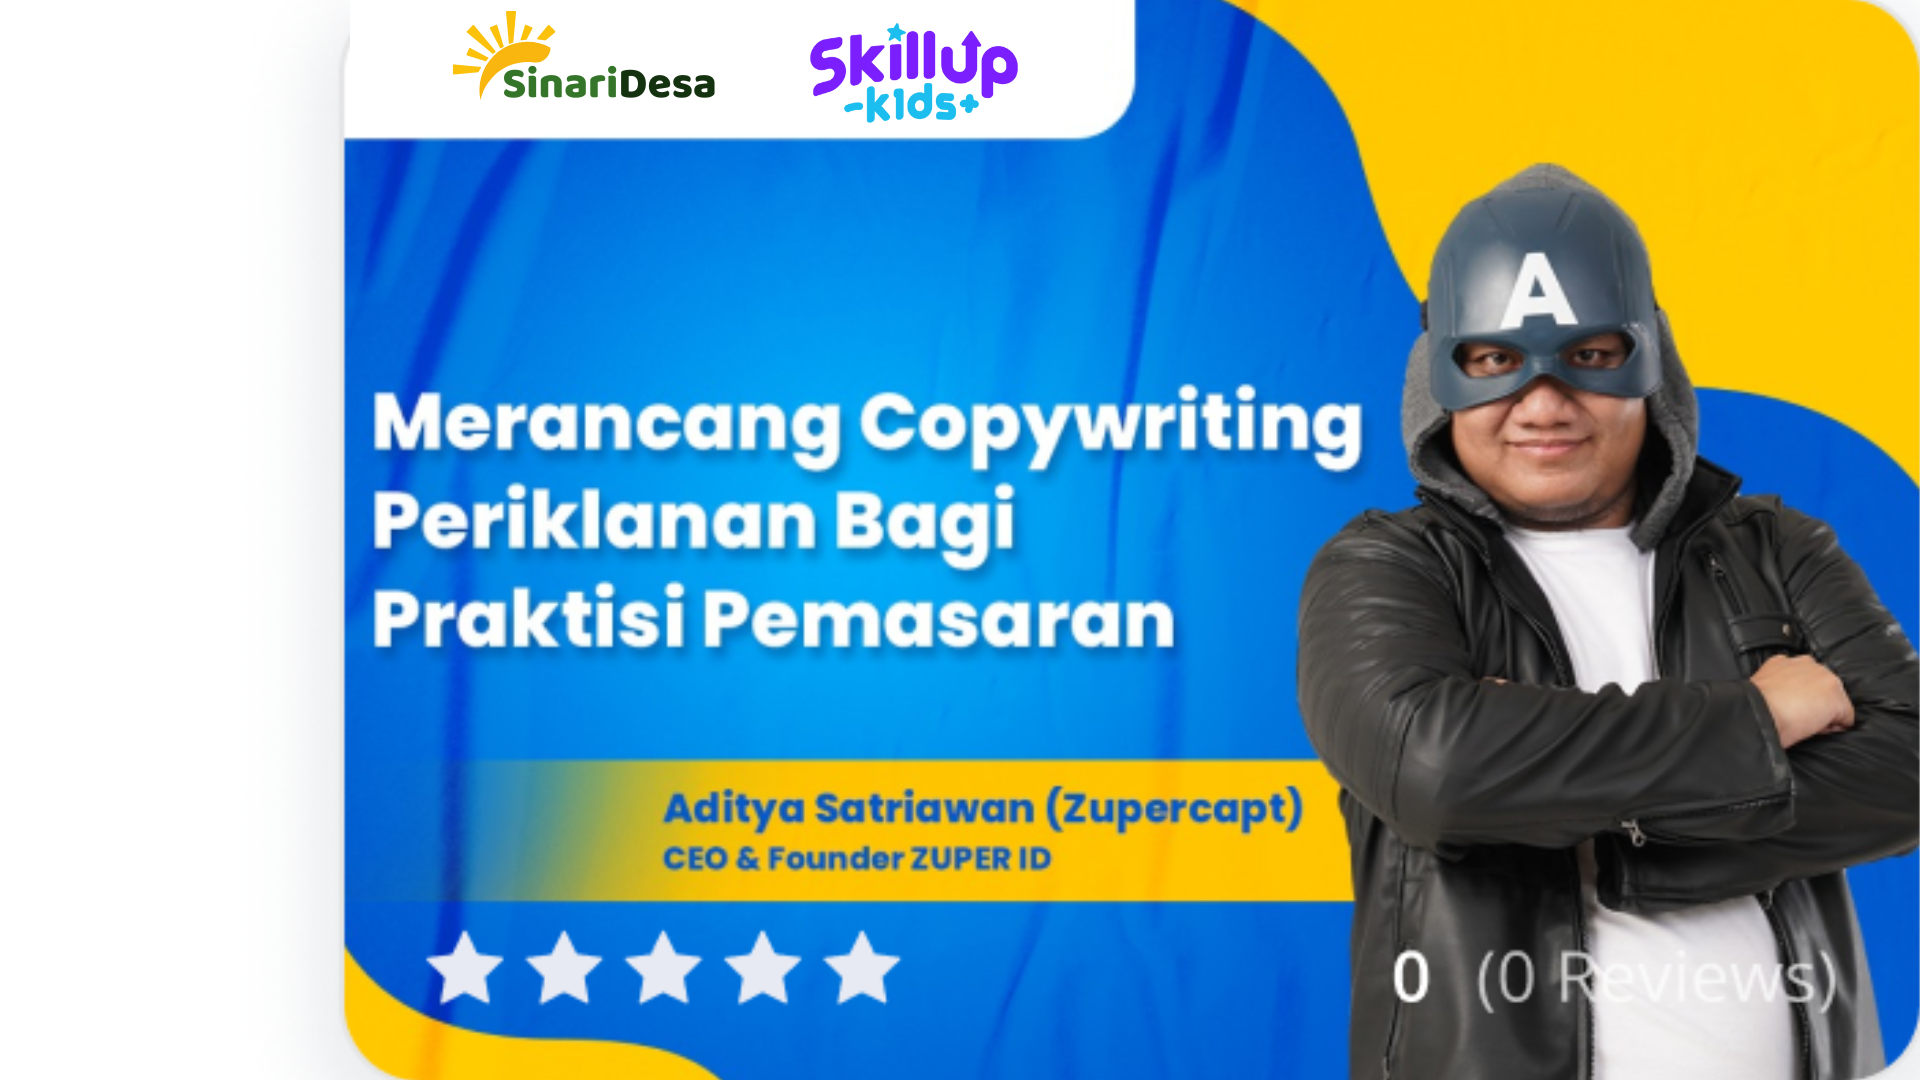 SinariDesa
Skillup
-kids+
A
Merancang Copywriting
Periklanan Bagi
Praktisi Pemasaran
Aditya Satriawan (Zupercapt)
CEO & Founder ZUPER ID
0 (0 Reviews)